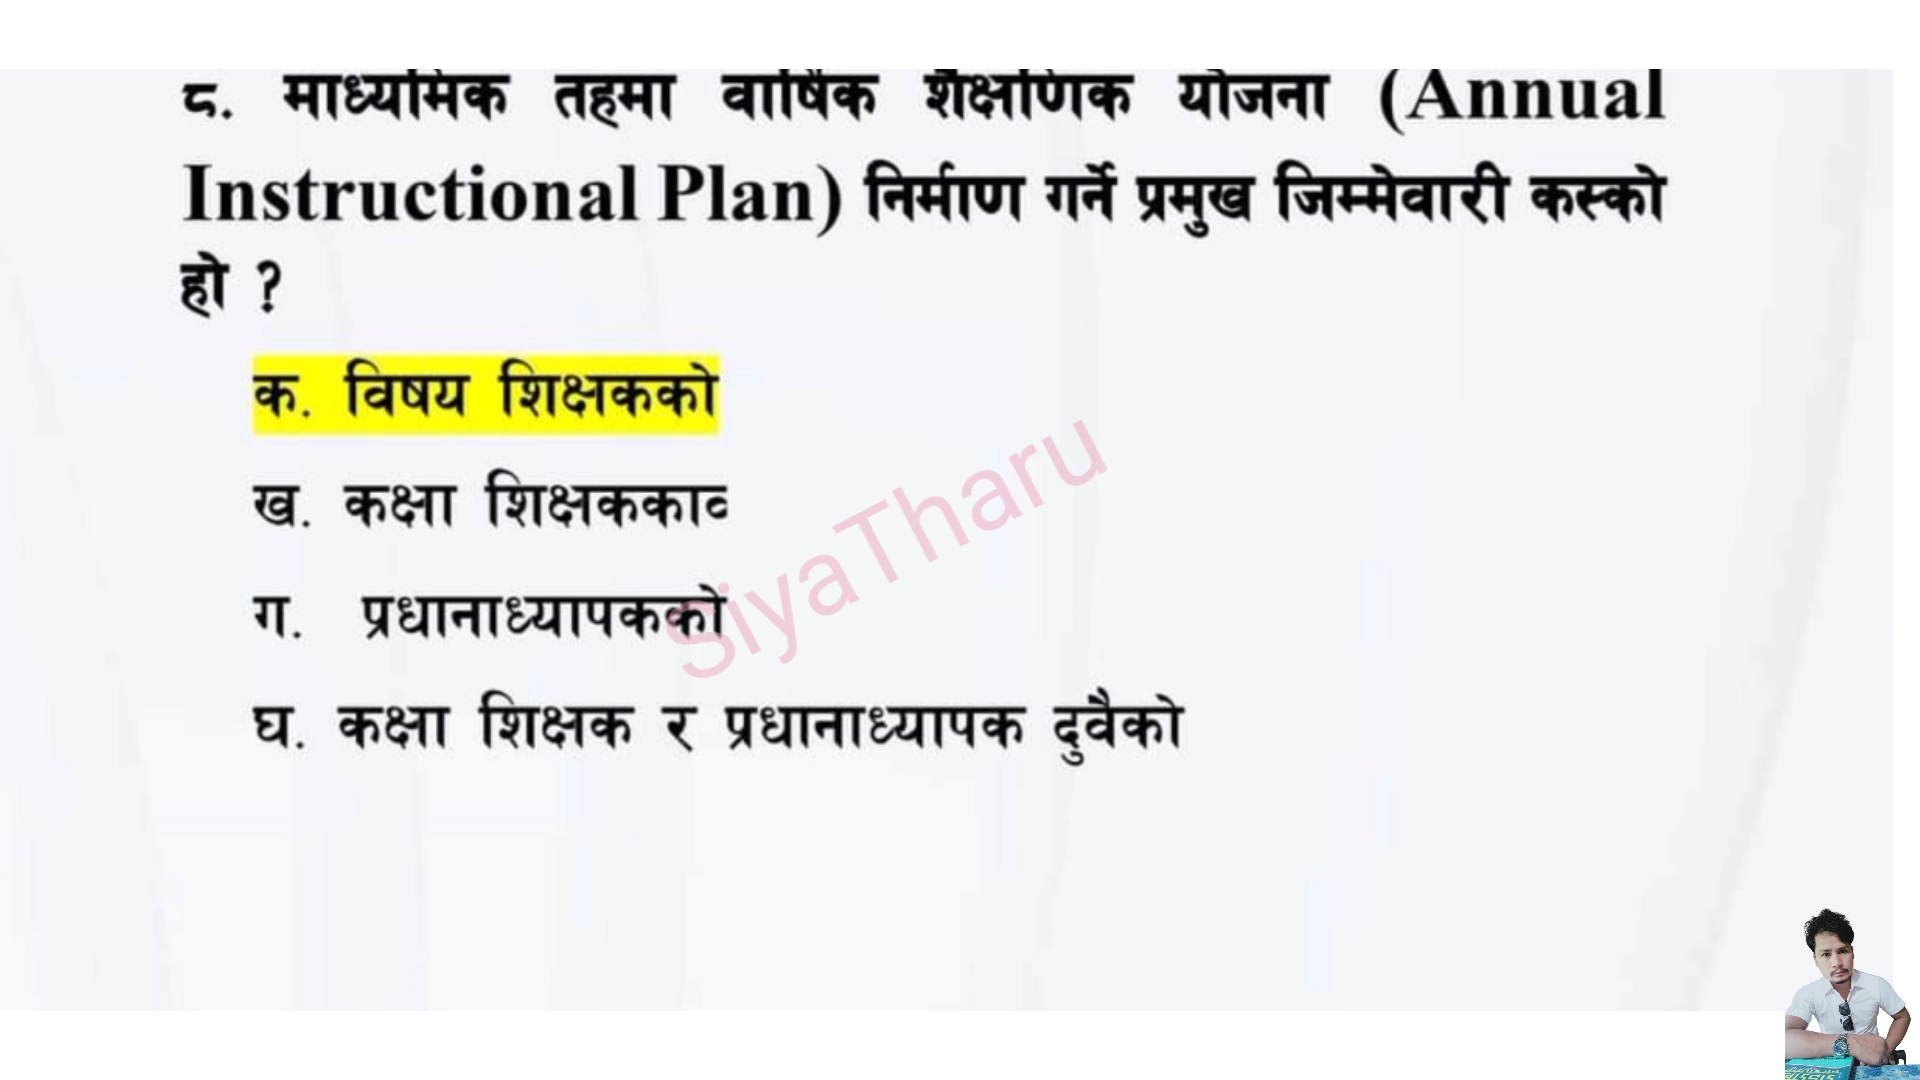 ८. माध्यमिक तहमा वार्षिक शैक्षणिक योजना (Annual
Instructional Plan) निर्माण गर्ने प्रमुख जिम्मेवारी कस्को
हो ?
क. विषय शिक्षकको
ख. कक्षा शिक्षकका
ग. प्रधानाध्यापकको
घ. कक्षा शिक्षक र प्रधानाध्यापक दुवैको
SiyaTharu